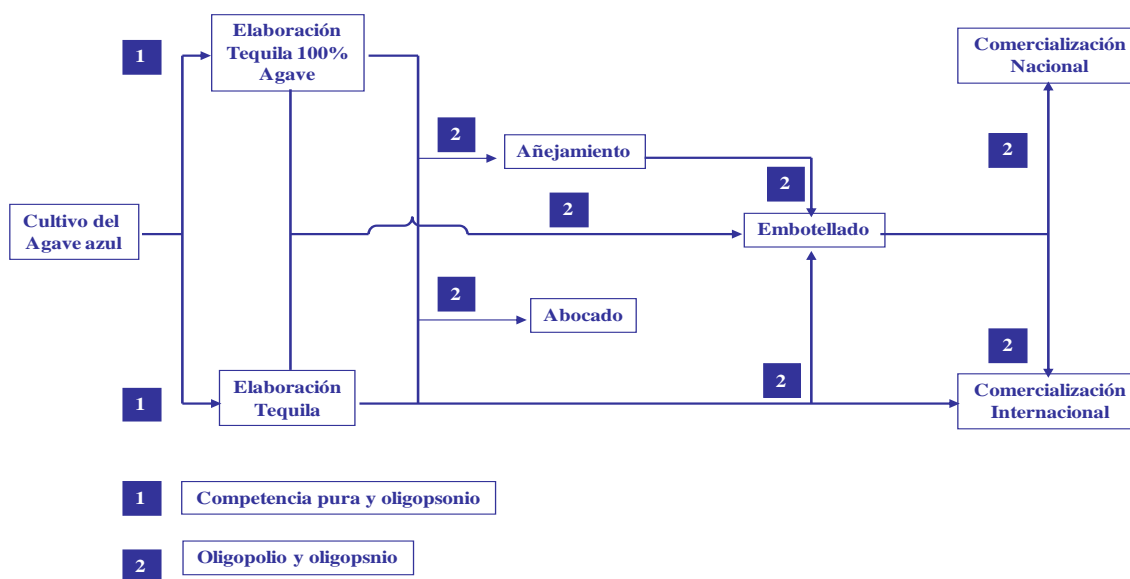 1
Elaboración
Tequila 100%
Agave
Comercialización
Nacional
2
Añejamiento
2
2
Cultivo del
Agave azul
2
Embotellado
2
Abocado
2
2
1
Elaboración
Tequila
Comercialización
Internacional
1
Competencia pura y oligopsonio
2
Oligopolio y oligopsnio